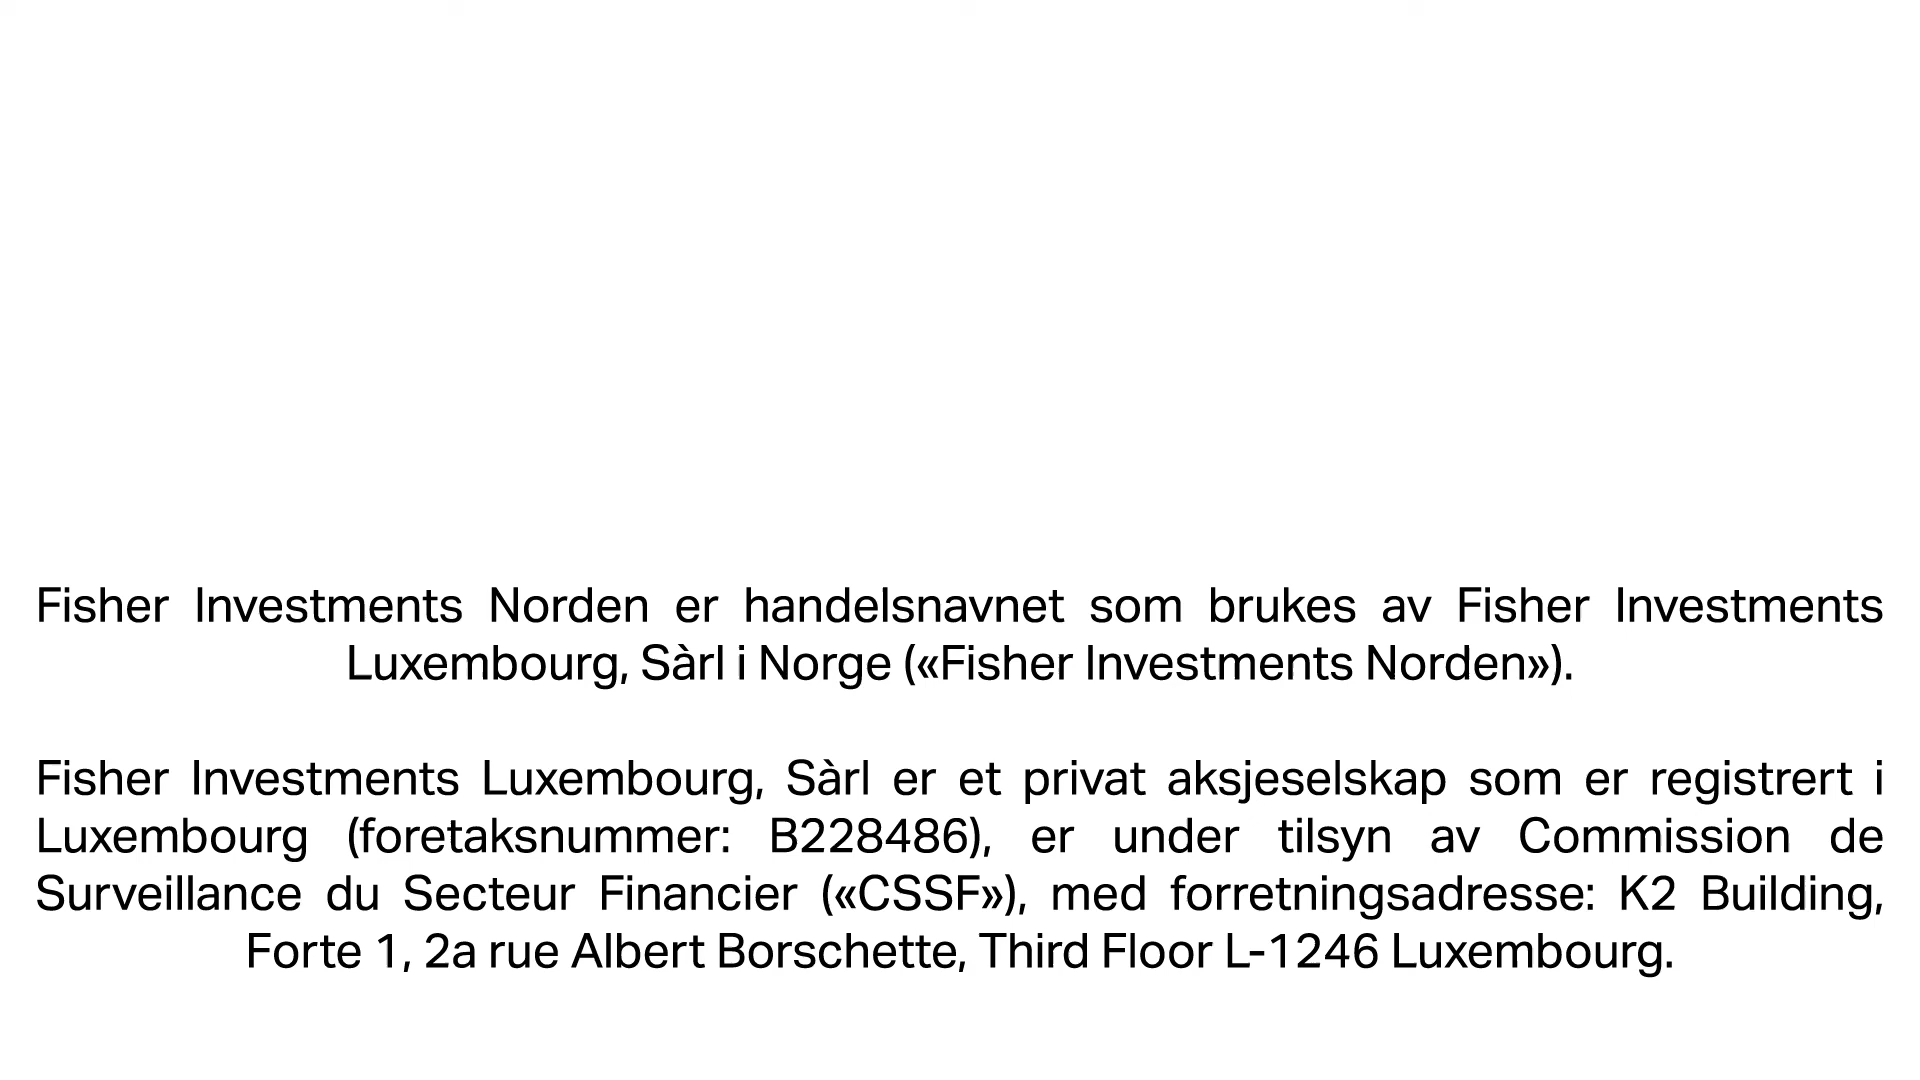 Fisher Investments Norden er handelsnavnet som brukes av Fisher Investments
Luxembourg, Sàrl i Norge («Fisher Investments Norden»).
Fisher Investments Luxembourg, Sàrl er et privat aksjeselskap som er registrert i
Luxembourg (foretaksnummer: B228486), er under tilsyn av Commission de
Surveillance du Secteur Financier («CSSF»), med forretningsadresse: K2 Building,
Forte 1, 2a rue Albert Borschette, Third Floor L-1246 Luxembourg.